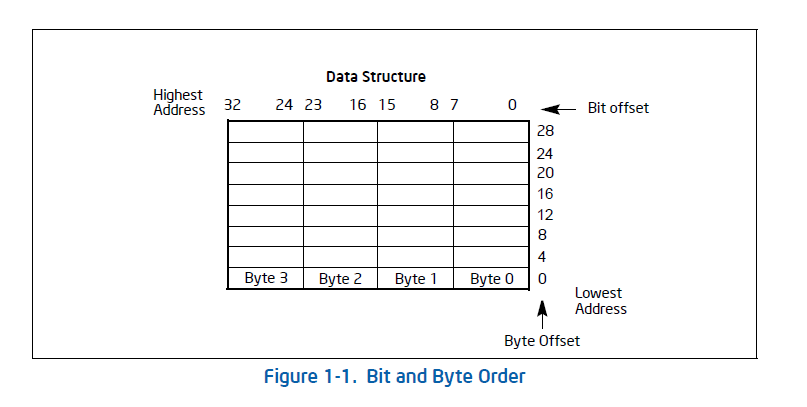 Data Structure
Highest
Address
32 24 23 16 15 8 7 0
Bit offset
28
24
20
16
12
8
4
Byte 3 Byte 2 Byte 1 Byte 0 0
Lowest
Address
Byte Offset
Figure 1-1. Bit and Byte Order